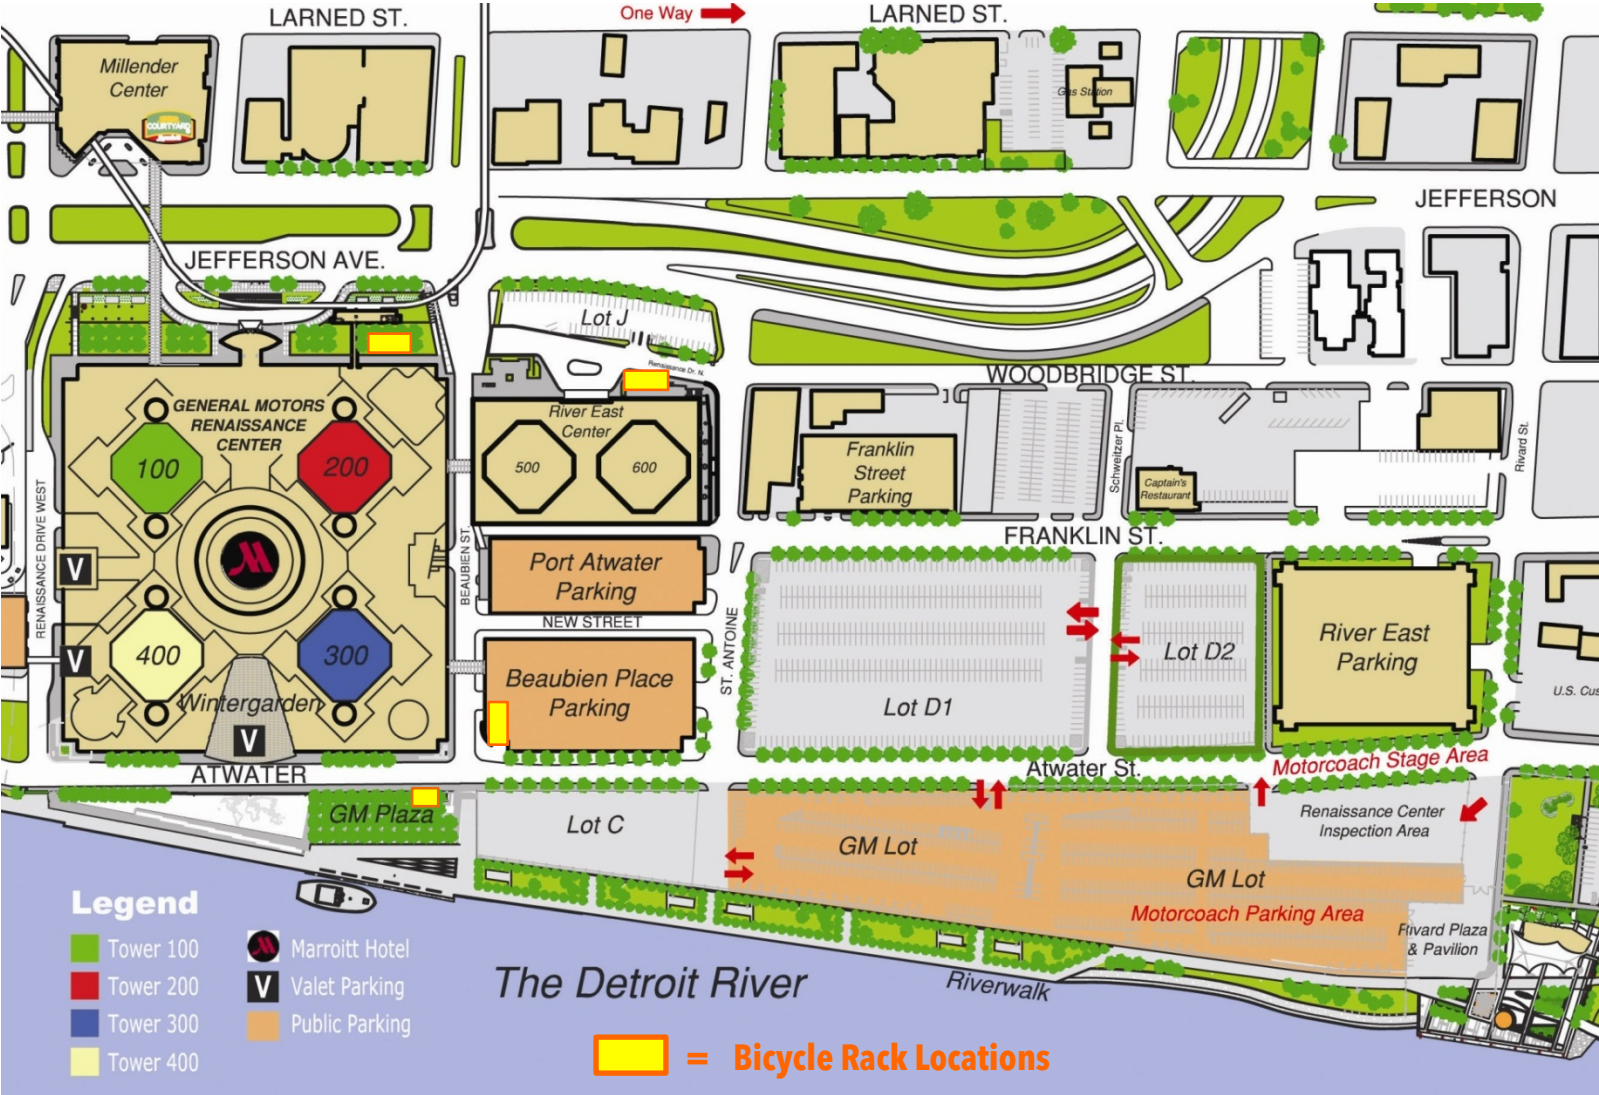 LARNED ST.
One Way
LARNED ST.
Millender
Center
COURTYARD
Gas Station
JEFFERSON
JEFFERSON AVE.
Lot J
Renaissance Dr. N.
WOODBRIDGE ST.
GENERAL MOTORS
RENAISSANCE
CENTER
100
200
River East
Center
500
600
Franklin
Street
Parking
Schweitzer Pl.
Captain's
Restaurant
Rivard St.
RENAISSANCE DRIVE WEST
BEAUBIEN ST.
FRANKLIN ST.
V
Port Atwater
Parking
NEW STREET
ST. ANTOINE
V
400
300
Wintergarden
V
Beaubien Place
Parking
Lot D1
Lot D2
River East
Parking
U.S. Cus
ATWATER
Atwater St.
Motorcoach Stage Area
GM Plaza
Lot C
GM Lot
Renaissance Center
Inspection Area
GM Lot
Motorcoach Parking Area
Rivard Plaza
& Pavilion
Legend
Tower 100
Tower 200
Tower 300
Tower 400
Marroitt Hotel
V Valet Parking
Public Parking
The Detroit River
Riverwalk
= Bicycle Rack Locations